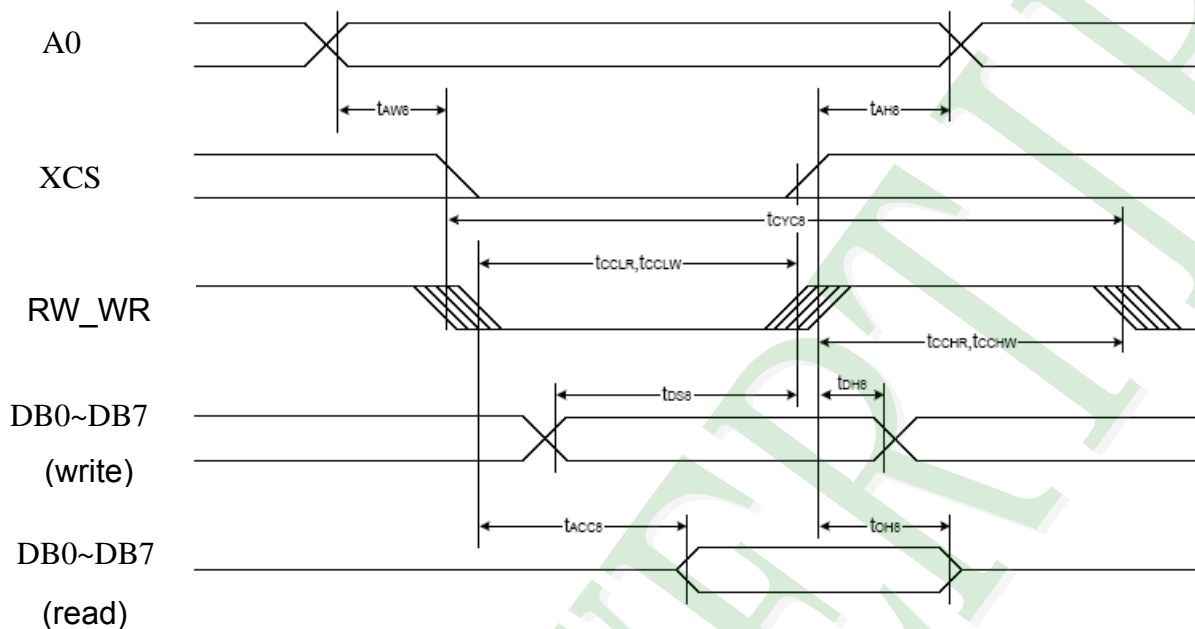 A0
tAW8
tAH8
XCS
tCYC8
tCCLR,tCCLW
RW_WR
tCCHR,tCCHW
tDS8
tDH8
DB0~DB7
(write)
tACC8
tOH8
DB0~DB7
(read)